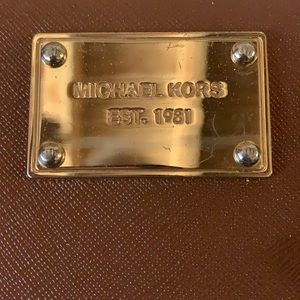 MICHAEL KORS
EST. 1981